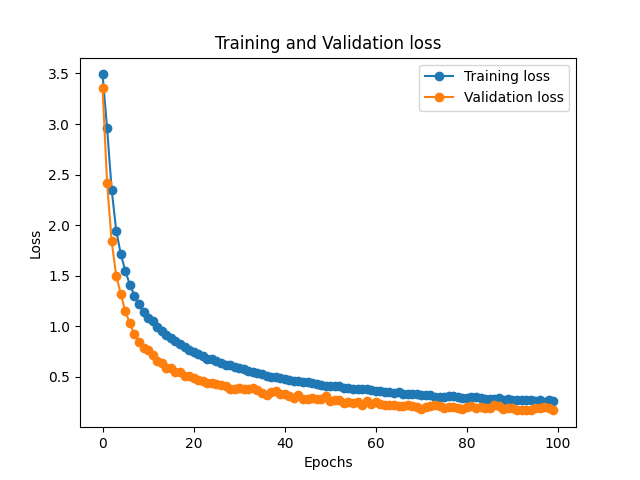 Training and Validation loss
Training loss
Validation loss
3.5
3.0
2.5
2.0
1.5
1.0
0.5
Loss
0 20 40 60 80 100
Epochs